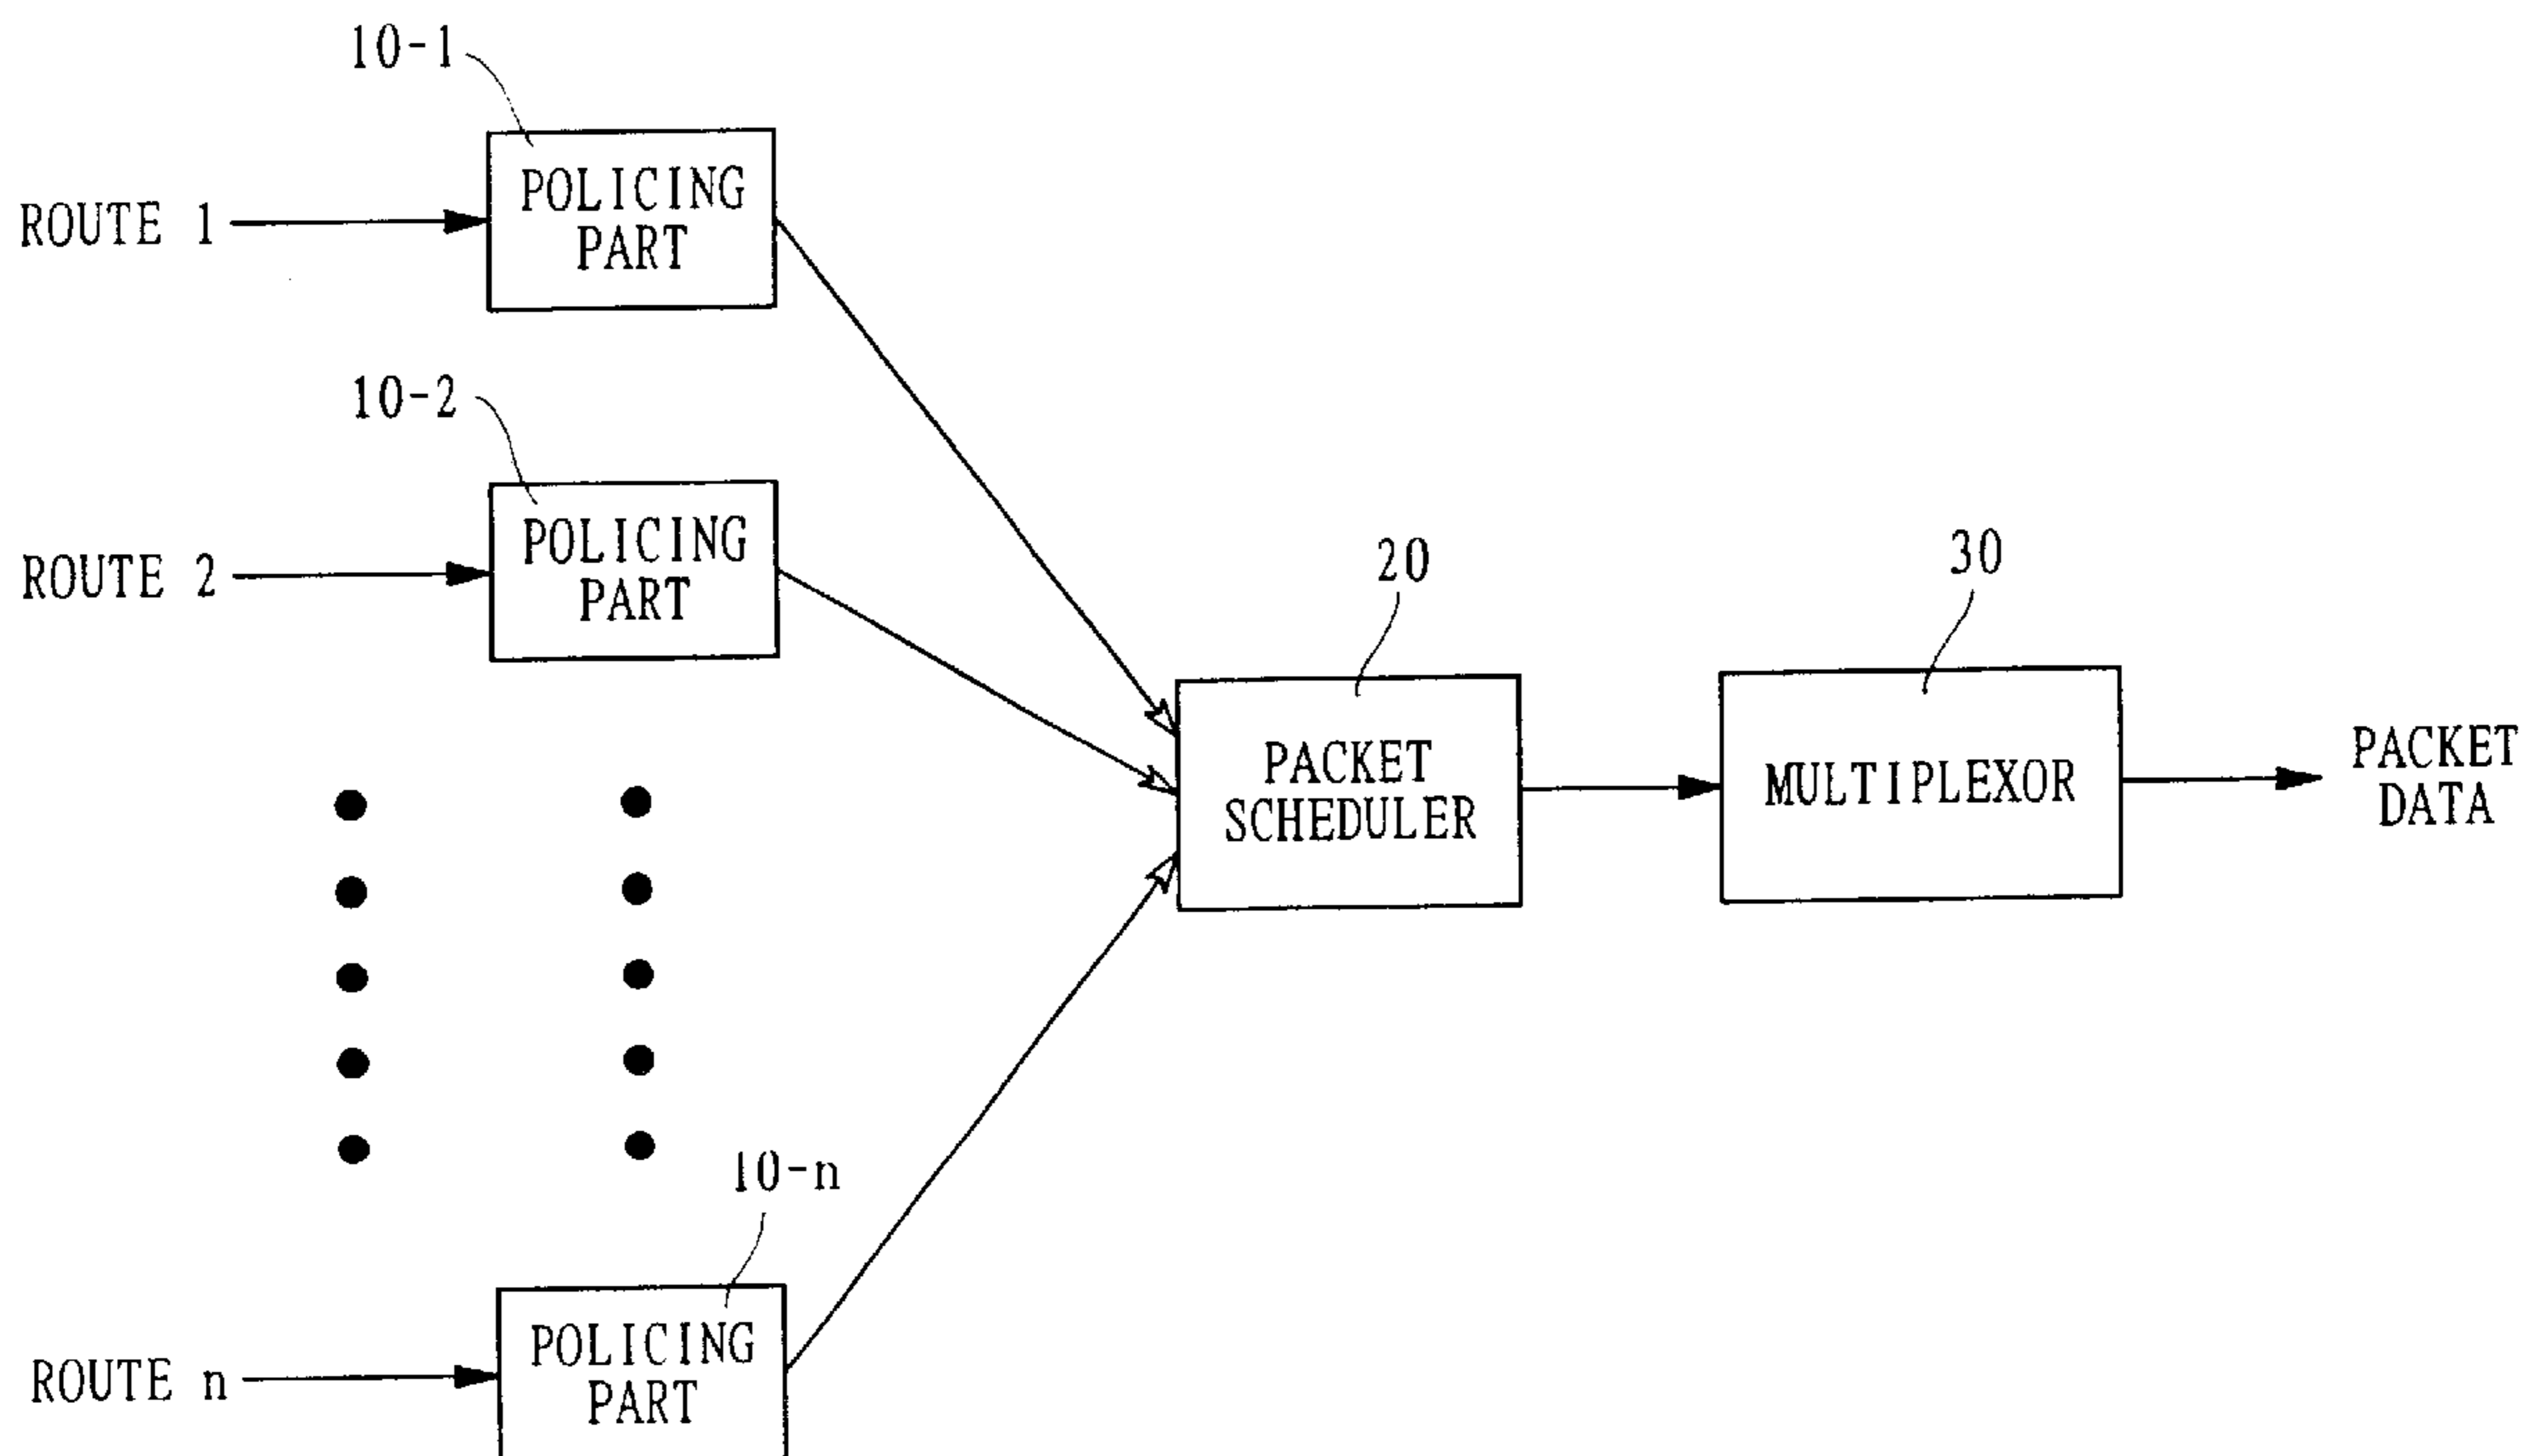 10-1
POLICING
PART
ROUTE 1
10-2
POLICING
PART
ROUTE 2
20
30
PACKET
SCHEDULER
MULTIPLEXOR
PACKET
DATA
10-n
POLICING
PART
ROUTE n